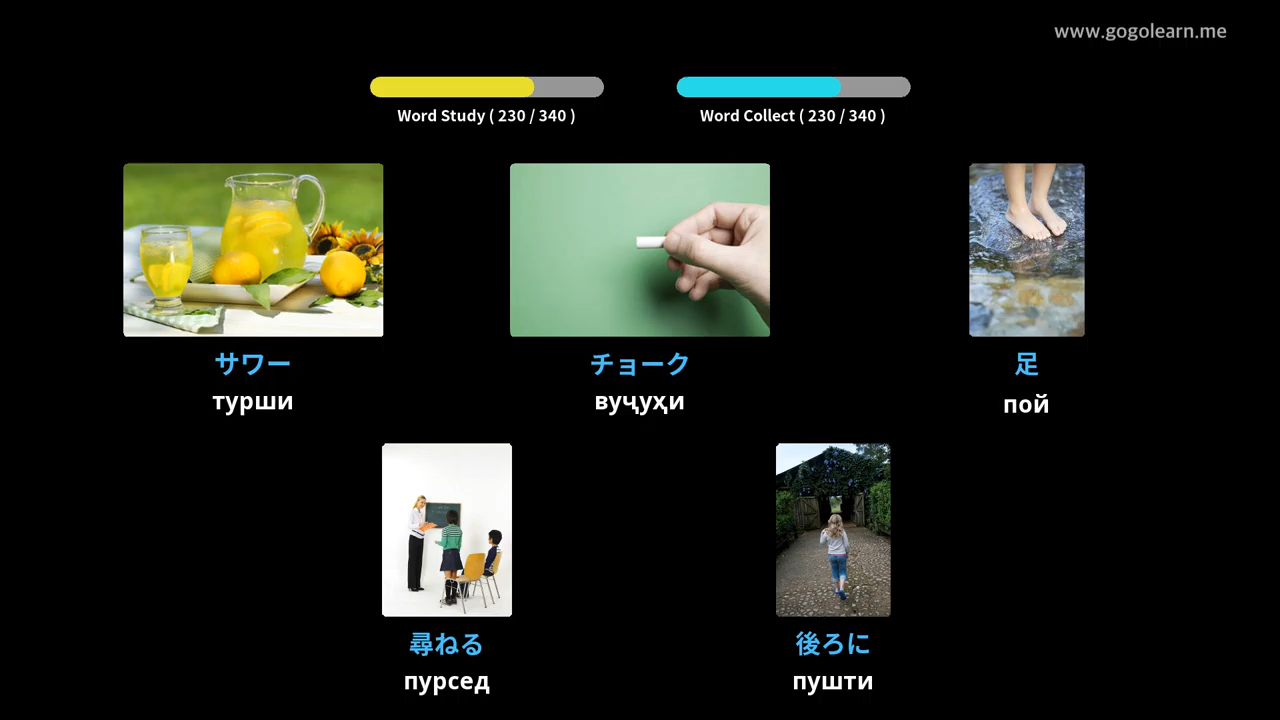 www.gogolearn.me
Word Study ( 230 / 340 )
Word Collect ( 230 / 340 )
サワー
турши
チョーク
вуҷуҳи
足
пой
尋ねる
пурсед
後ろに
пушти